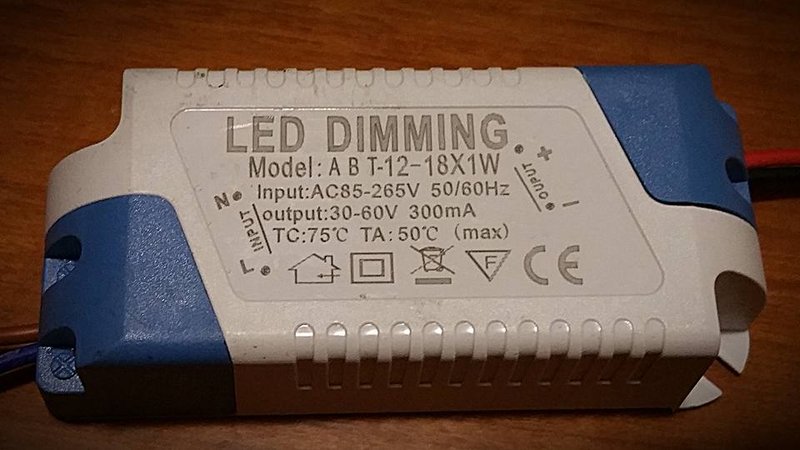 LED DIMMING
Model: A B T-12-18X1W
Input:AC85-265V 50/60Hz
output:30-60V 300mA
TC:75℃ TA:50℃ (max)
N
INPUT
L
+
OUPUT
-
F
CE